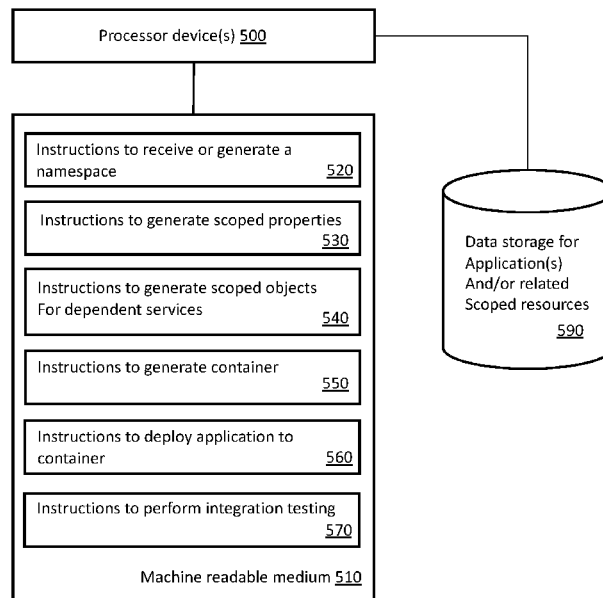 Processor device(s) 500
Instructions to receive or generate a
namespace 520
Instructions to generate scoped properties
530
Instructions to generate scoped objects
For dependent services 540
Instructions to generate container
550
Instructions to deploy application to
container 560
Instructions to perform integration testing
570
Machine readable medium 510
Data storage for
Application(s)
And/or related
Scoped resources
590